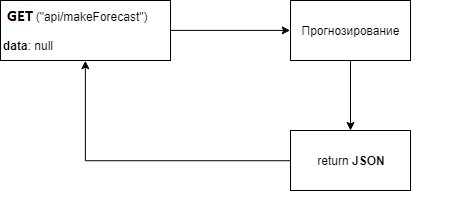 GET ("api/makeForecast")
data: null
Прогнозирование
return JSON